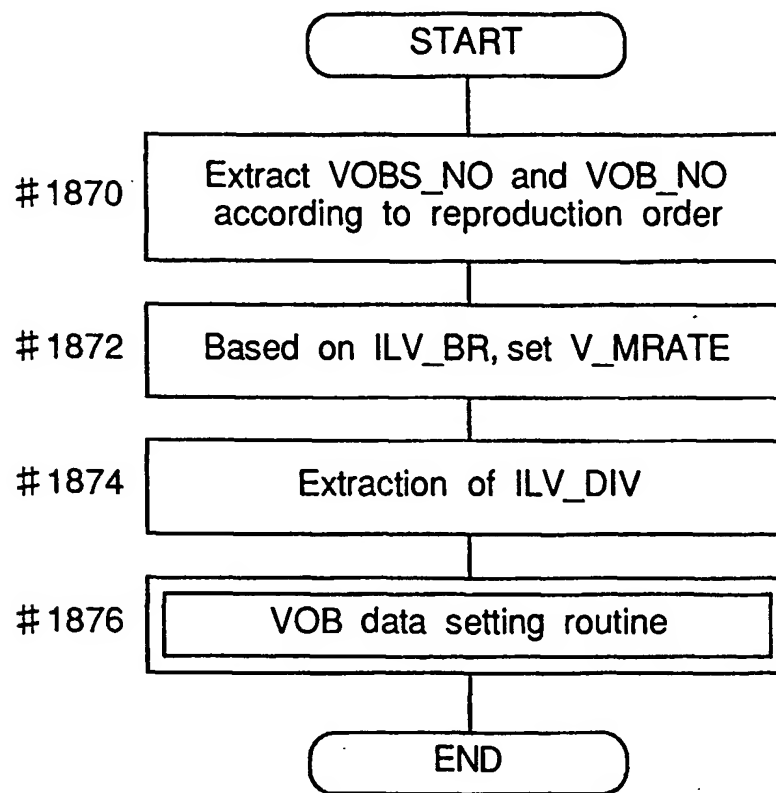 START
#1870
Extract VOBS_NO and VOB_NO
according to reproduction order
#1872
Based on ILV_BR, set V_MRATE
#1874
Extraction of ILV_DIV
#1876
VOB data setting routine
END